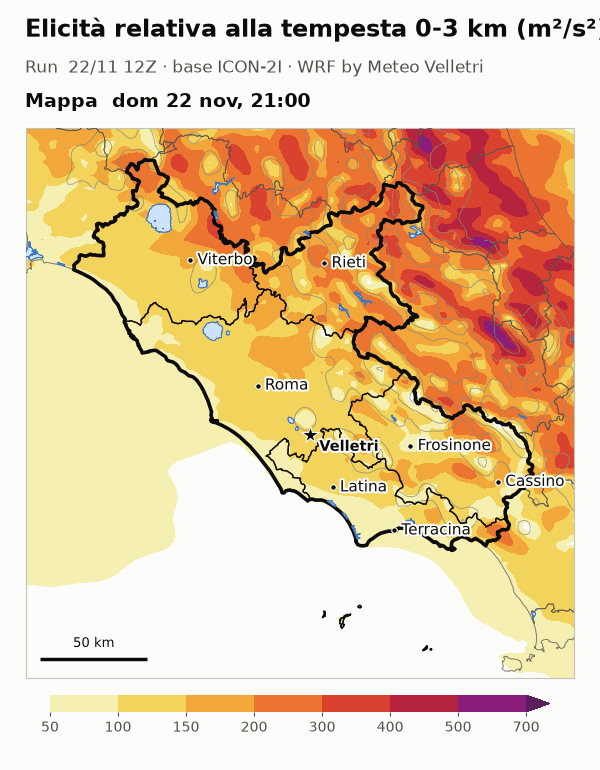 Elicità relativa alla tempesta 0-3 km (m²/s²)
Run 22/11 12Z · base ICON-2I · WRF by Meteo Velletri
Mappa dom 22 nov, 21:00
Viterbo
Rieti
Roma
Velletri
Frosinone
Latina
Cassino
Terracina
50 km
50 100 150 200 300 400 500 700